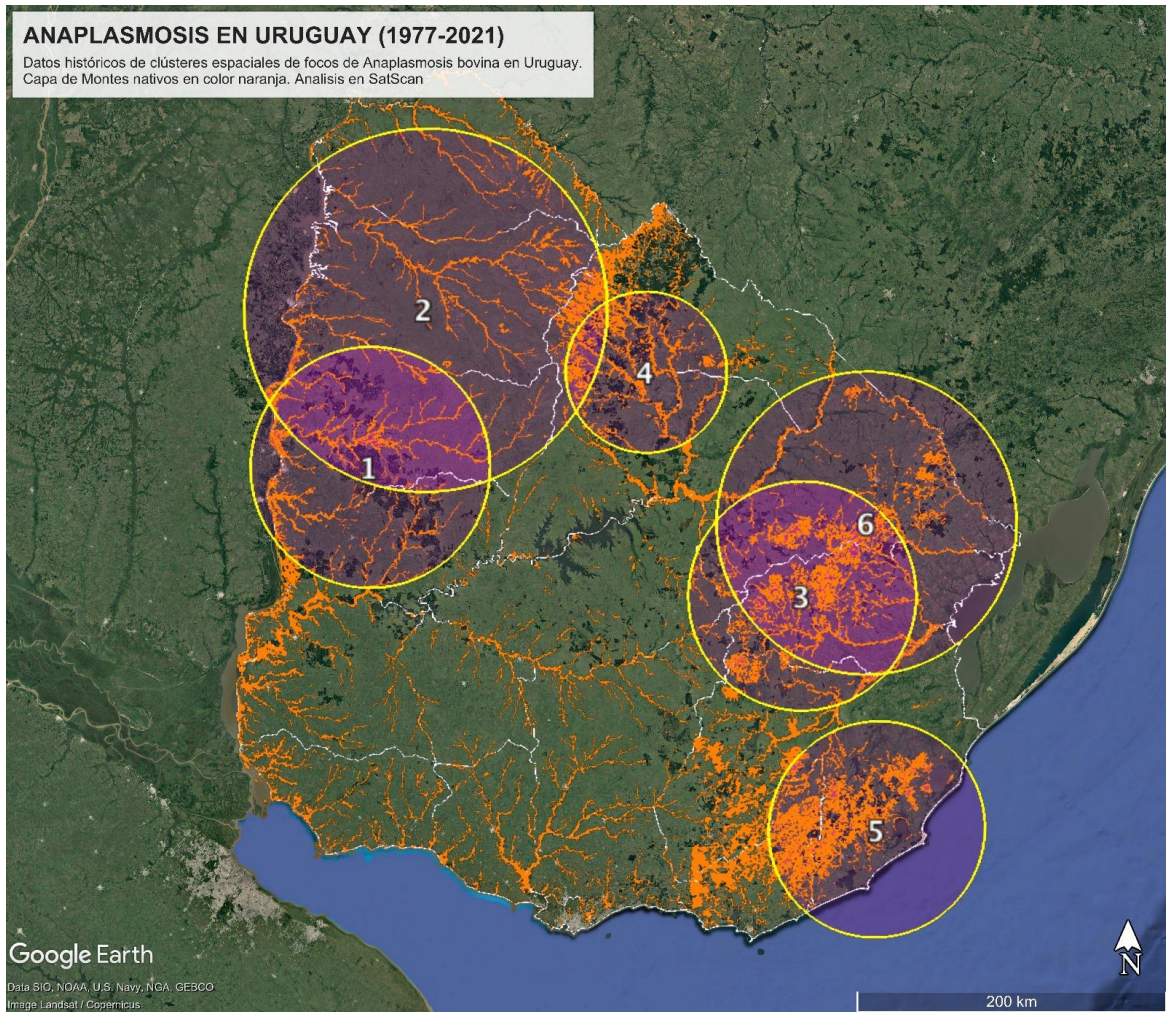 ANAPLASMOSIS EN URUGUAY (1977-2021)
Datos históricos de clústeres espaciales de focos de Anaplasmosis bovina en Uruguay.
Capa de Montes nativos en color naranja. Analisis en SatScan
2
4
1
6
3
5
Google Earth
Data SIO, NOAA, U.S. Navy, NGA, GEBCO
Image Landsat / Copernicus
N
200 km